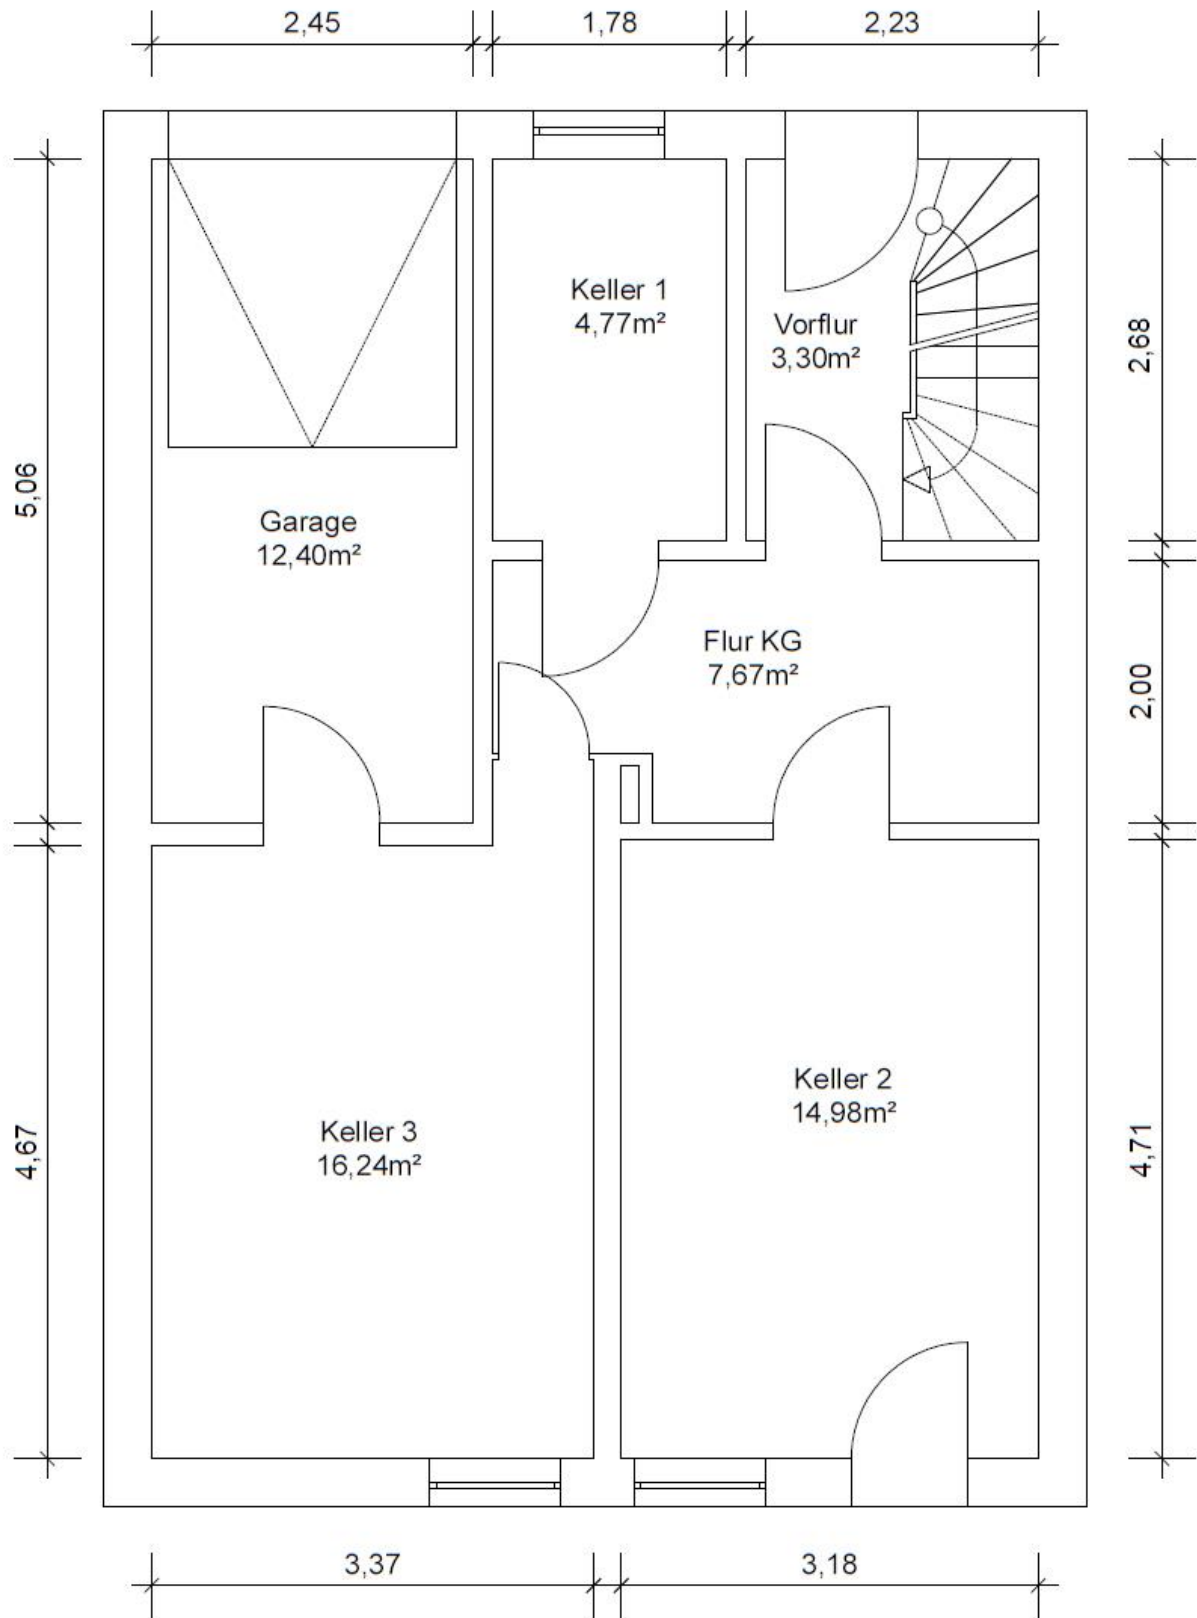 2,45
1,78
2,23
Keller 1
4,77m²
Vorflur
3,30m²
2,68
5,06
Garage
12,40m²
Flur KG
7,67m²
2,00
Keller 2
14,98m²
Keller 3
16,24m²
4,67
4,71
3,37
3,18